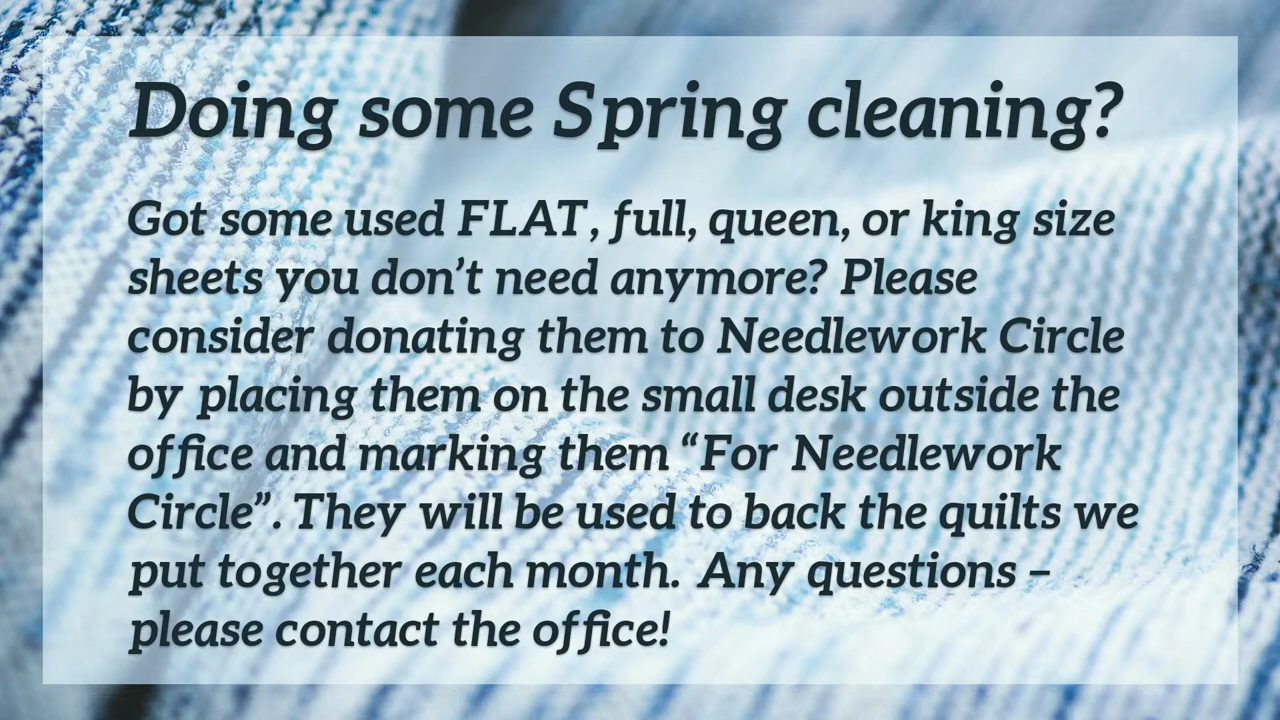 Doing some Spring cleaning?
Got some used FLAT, full, queen, or king size
sheets you don’t need anymore? Please
consider donating them to Needlework Circle
by placing them on the small desk outside the
office and marking them “For Needlework
Circle”. They will be used to back the quilts we
put together each month. Any questions –
please contact the office!